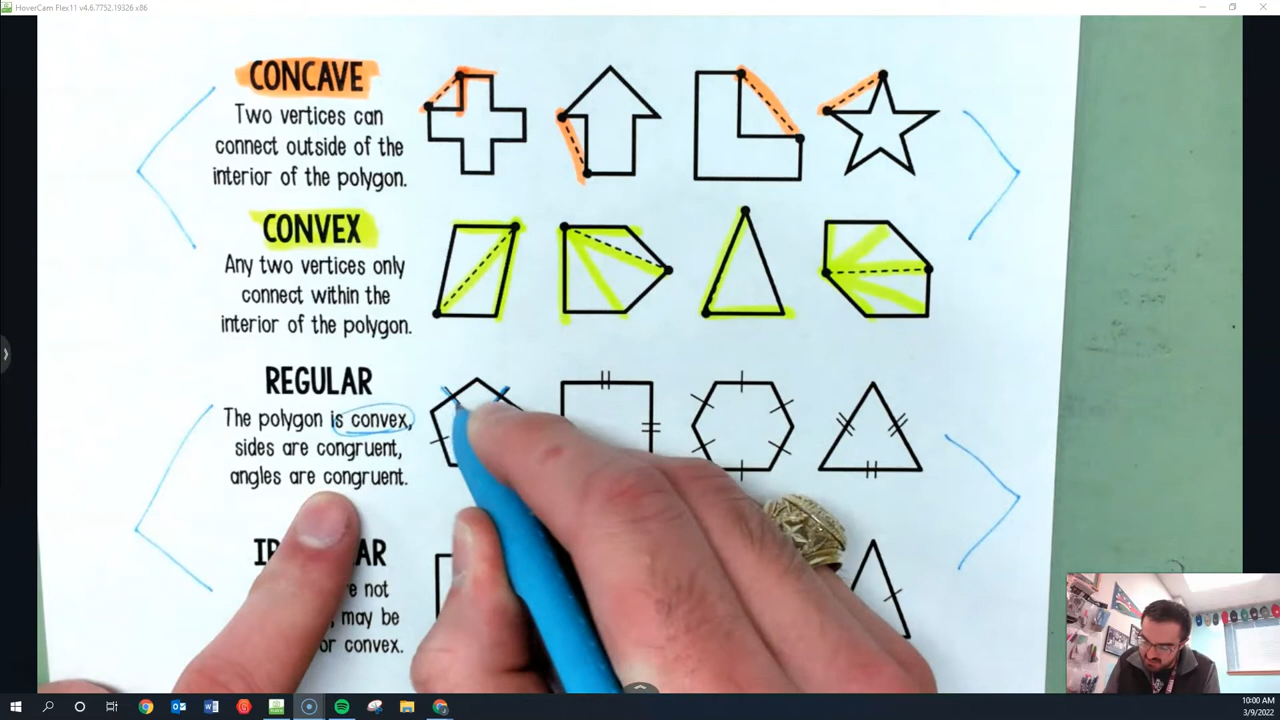 HoverCam Flex11 v4.6.7752.19326 x86
CONCAVE
Two vertices can
connect outside of the
interior of the polygon.
CONVEX
Any two vertices only
connect within the
interior of the polygon.
REGULAR
The polygon is convex,
sides are congruent,
angles are congruent.
not
, may be
or convex.
10:00 AM
3/9/2022